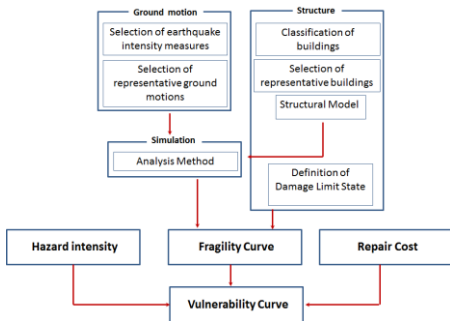 Ground motion
Selection of earthquake
intensity measures
Selection of
representative ground
motions
Structure
Classification of
buildings
Selection of
representative buildings
Structural Model
Simulation
Analysis Method
Definition of
Damage Limit State
Hazard intensity
Fragility Curve
Repair Cost
Vulnerability Curve